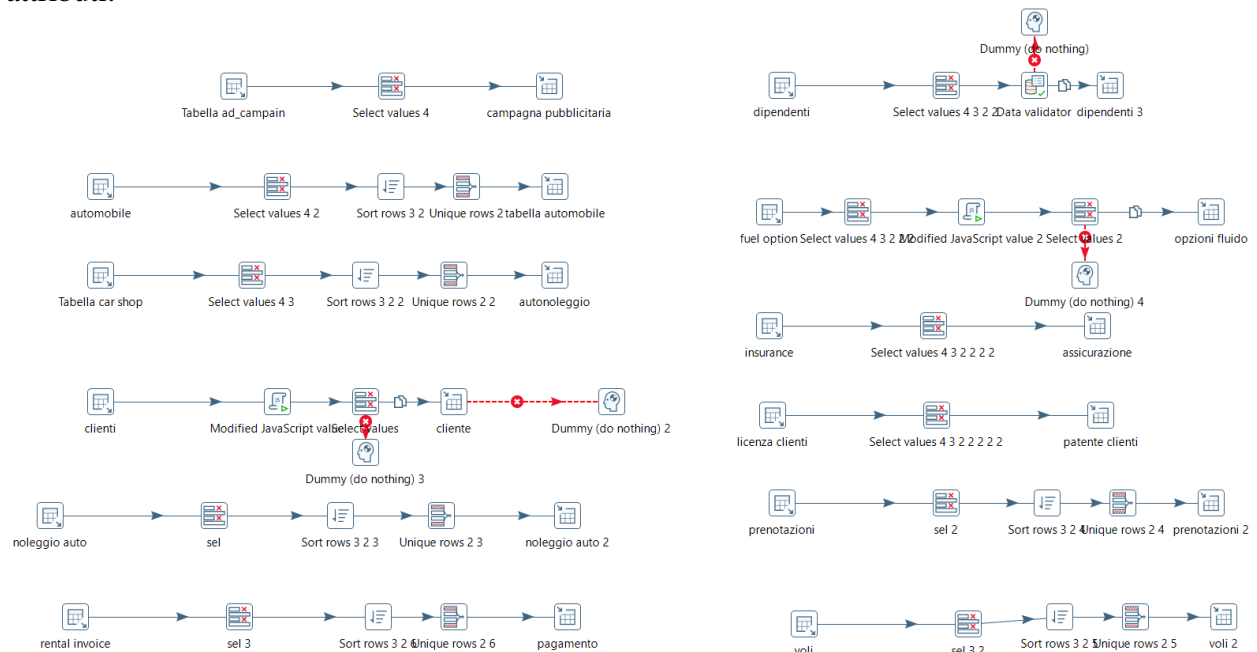 Tabella ad_campain
Select values 4
campagna pubblicitaria
automobile
Select values 4 2
Sort rows 3 2
Unique rows 2
tabella automobile
Tabella car shop
Select values 4 3
Sort rows 3 2 2
Unique rows 2 2
autonoleggio
clienti
Modified JavaScript value
Select values
cliente
Dummy (do nothing) 2
Dummy (do nothing) 3
noleggio auto
sel
Sort rows 3 2 3
Unique rows 2 3
noleggio auto 2
rental invoice
sel 3
Sort rows 3 2 6
Unique rows 2 6
pagamento
Dummy (do nothing)
dipendenti
Select values 4 3 2 2
Data validator
dipendenti 3
fuel option
Select values 4 3 2 2 2
Modified JavaScript value 2
Select values 2
opzioni fluido
Dummy (do nothing) 4
insurance
Select values 4 3 2 2 2 2
assicurazione
licenza clienti
Select values 4 3 2 2 2 2 2
patente clienti
prenotazioni
sel 2
Sort rows 3 2 4
Unique rows 2 4
prenotazioni 2
voli
sel 3 2
Sort rows 3 2 5
Unique rows 2 5
voli 2